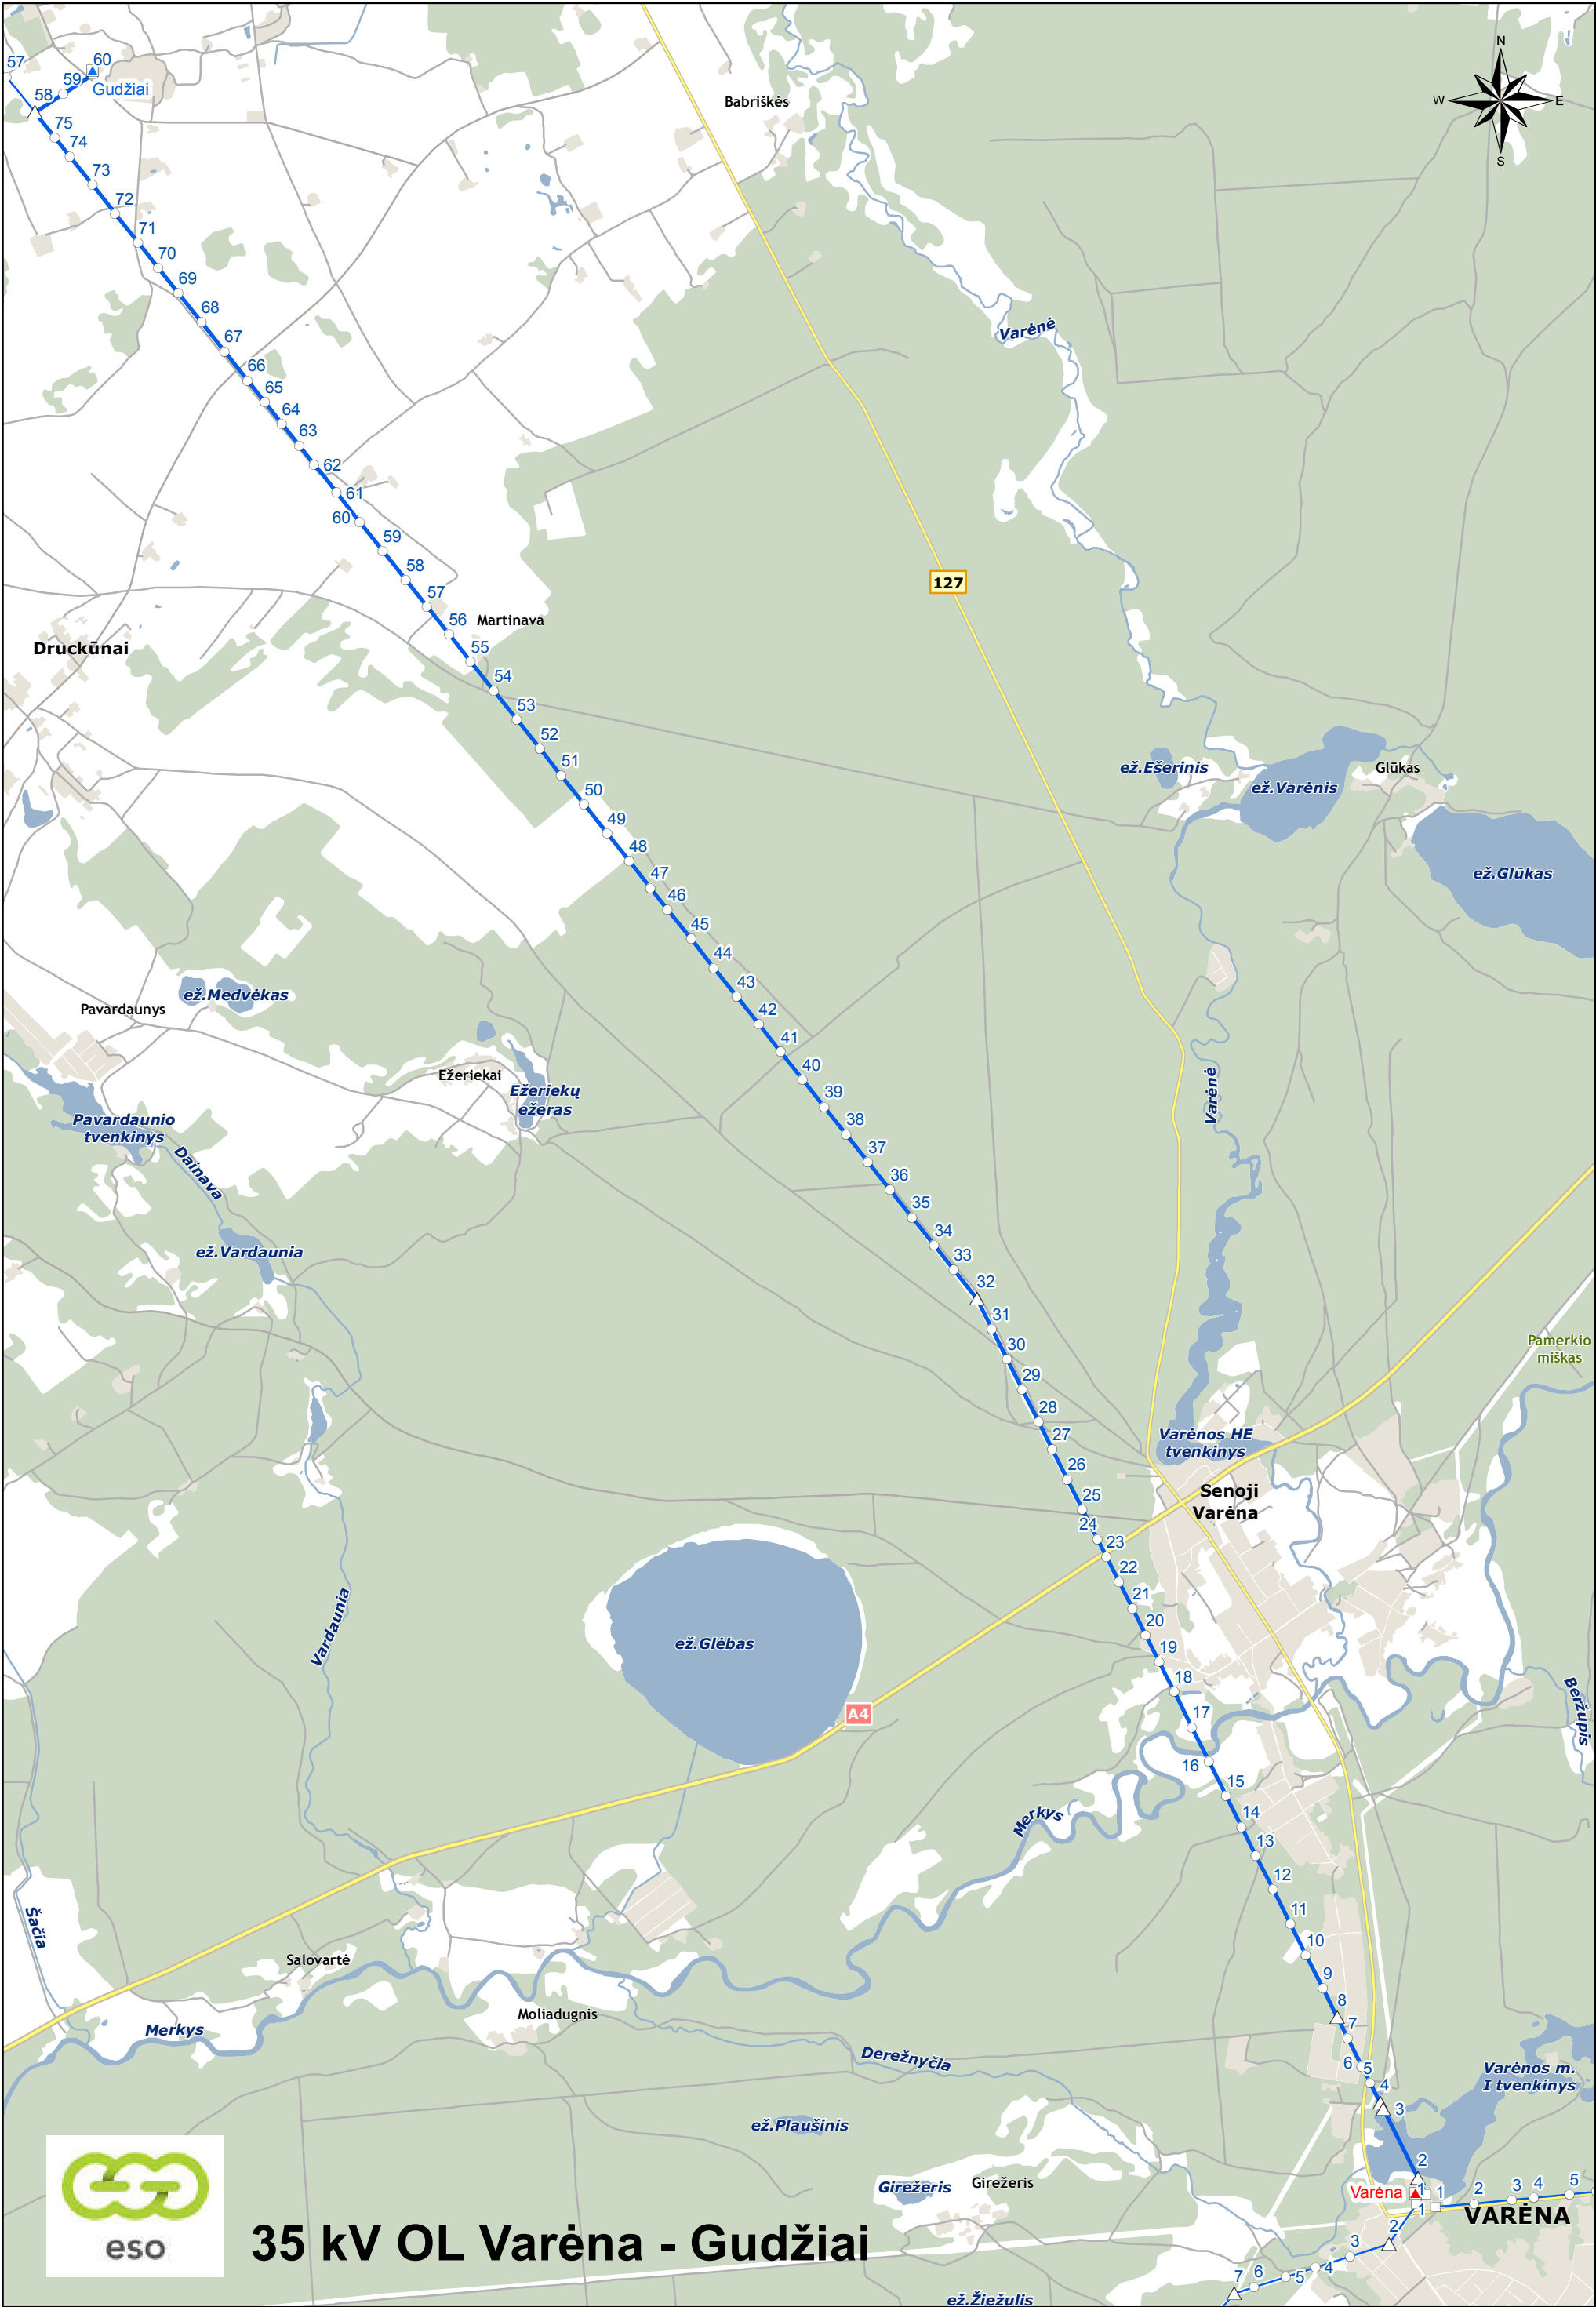 57
60
59
Gudžiai
58
75
74
73
72
71
70
69
68
67
66
65
64
63
62
61
60
59
58
57
56
55
54
53
52
51
50
49
48
47
46
45
44
43
42
41
40
39
38
37
36
35
34
33
32
31
30
29
28
27
26
25
24
23
22
21
20
19
18
17
16
15
14
13
12
11
10
9
8
7
6
5
4
3
2
1
1
2
3
4
5
1
2
3
4
5
6
7
N
W
E
S
Babriškės
Varėnė
127
Martinava
Druckūnai
ež.Ešerinis
ež.Varėnis
Glūkas
ež.Glūkas
ež.Medvėkas
Pavardaunys
Ežeriekai
Ežeriekų
ežeras
Varėnė
Pavardaunio
tvenkinys
Dainava
ež.Vardaunia
Pamerkio
miškas
Varėnos HE
tvenkinys
Senoji
Varėna
Vardaunia
ež.Glėbas
A4
Beržupis
Merkys
Šačia
Salovartė
Moliadugnis
Merkys
Derežnyčia
Varėnos m.
I tvenkinys
ež.Plaušinis
Girežeris
Girežeris
Varėna
VARĖNA
eso
35 kV OL Varėna - Gudžiai
ež.Žiežulis